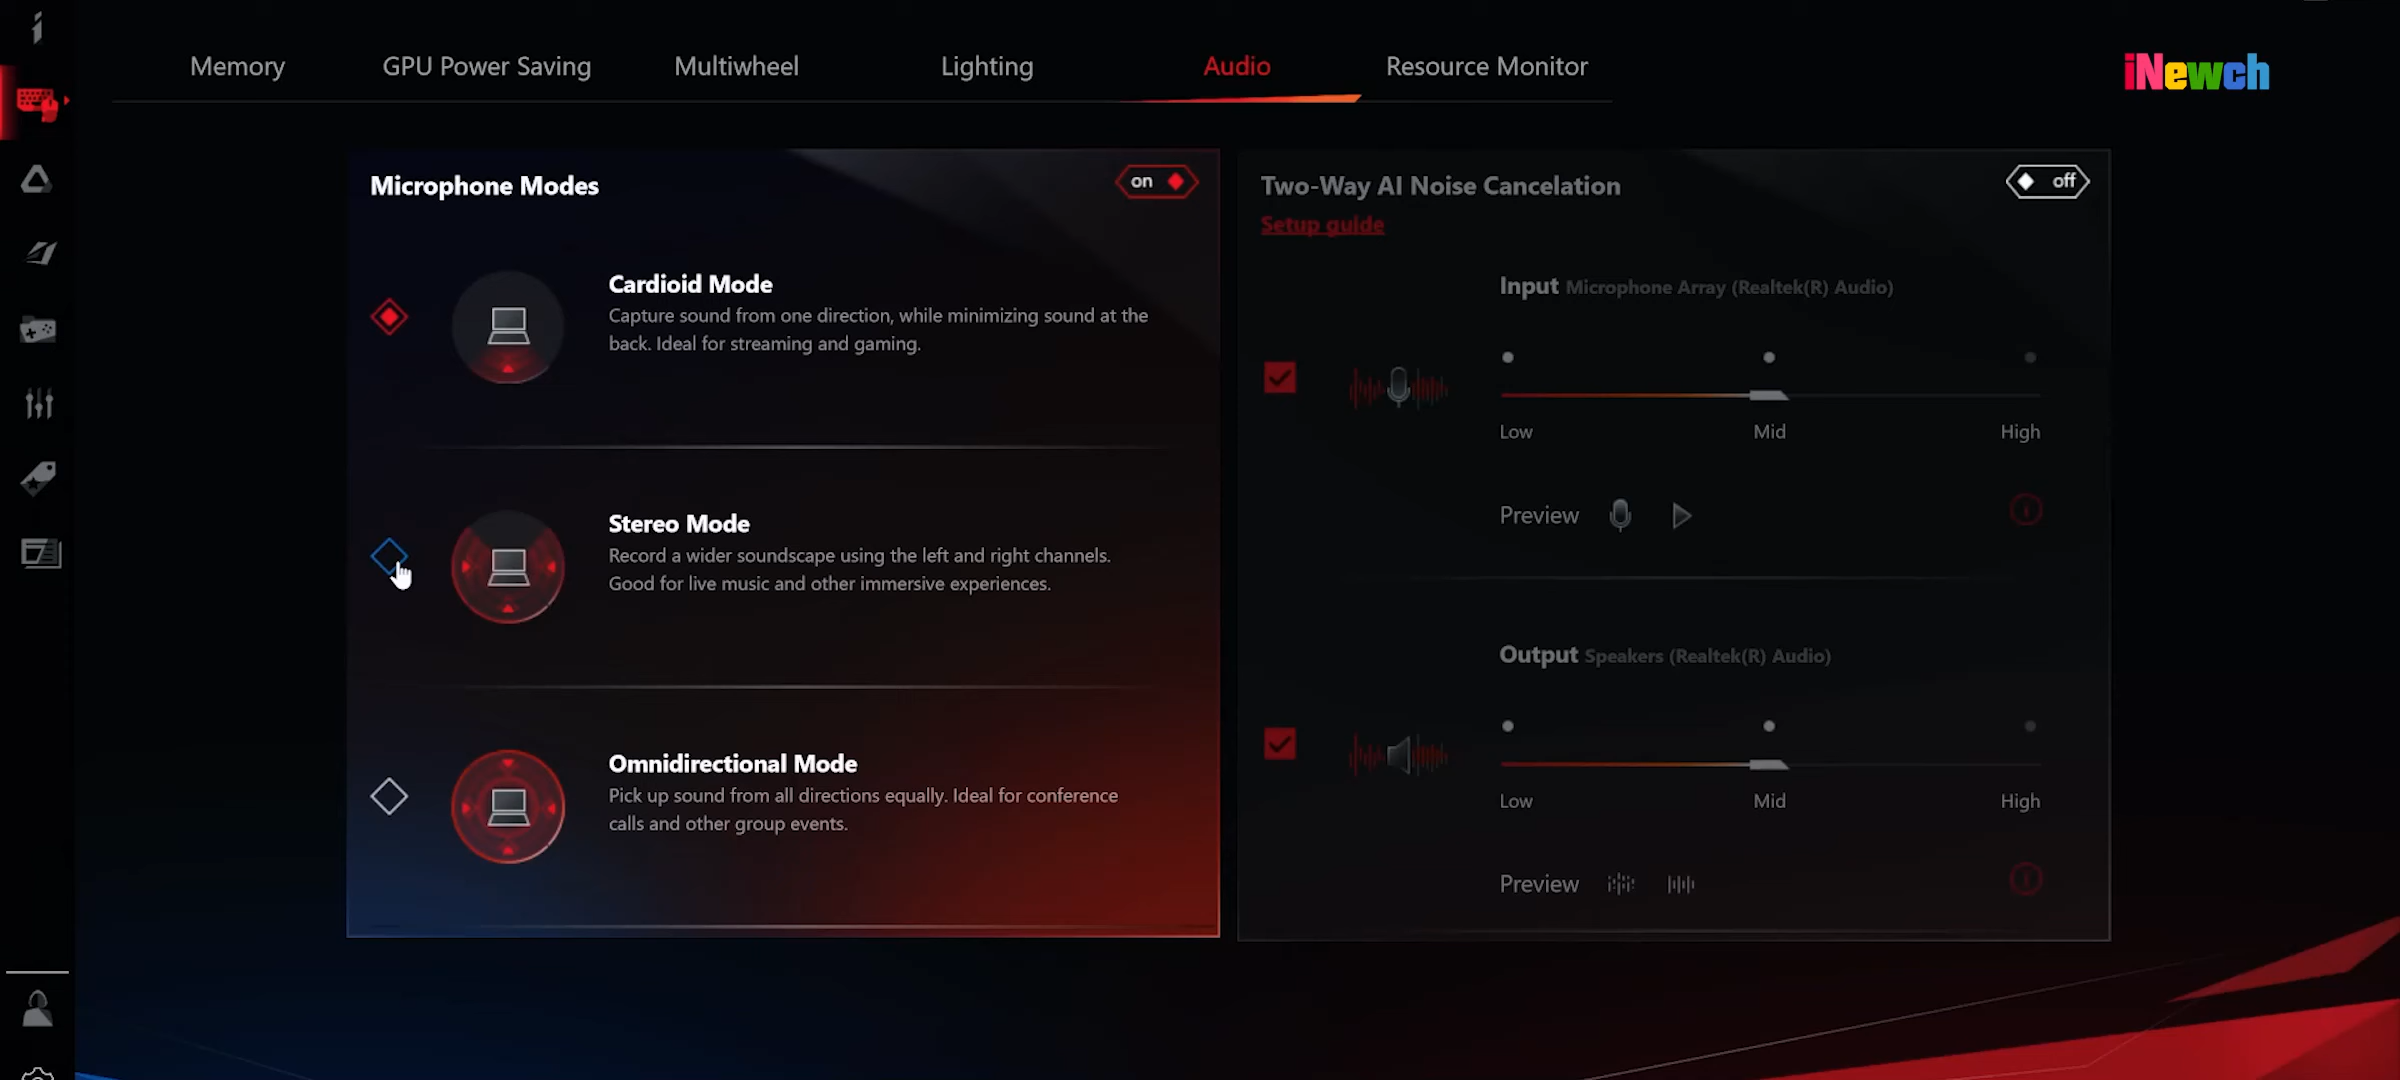 Memory
GPU Power Saving
Multiwheel
Lighting
Audio
Resource Monitor
iNewch
Microphone Modes
on
Cardioid Mode
Capture sound from one direction, while minimizing sound at the
back. Ideal for streaming and gaming.
Stereo Mode
Record a wider soundscape using the left and right channels.
Good for live music and other immersive experiences.
Omnidirectional Mode
Pick up sound from all directions equally. Ideal for conference
calls and other group events.
Two-Way AI Noise Cancelation
off
Setup guide
Input Microphone Array (Realtek(R) Audio)
Low Mid High
Preview
Output Speakers (Realtek(R) Audio)
Low Mid High
Preview